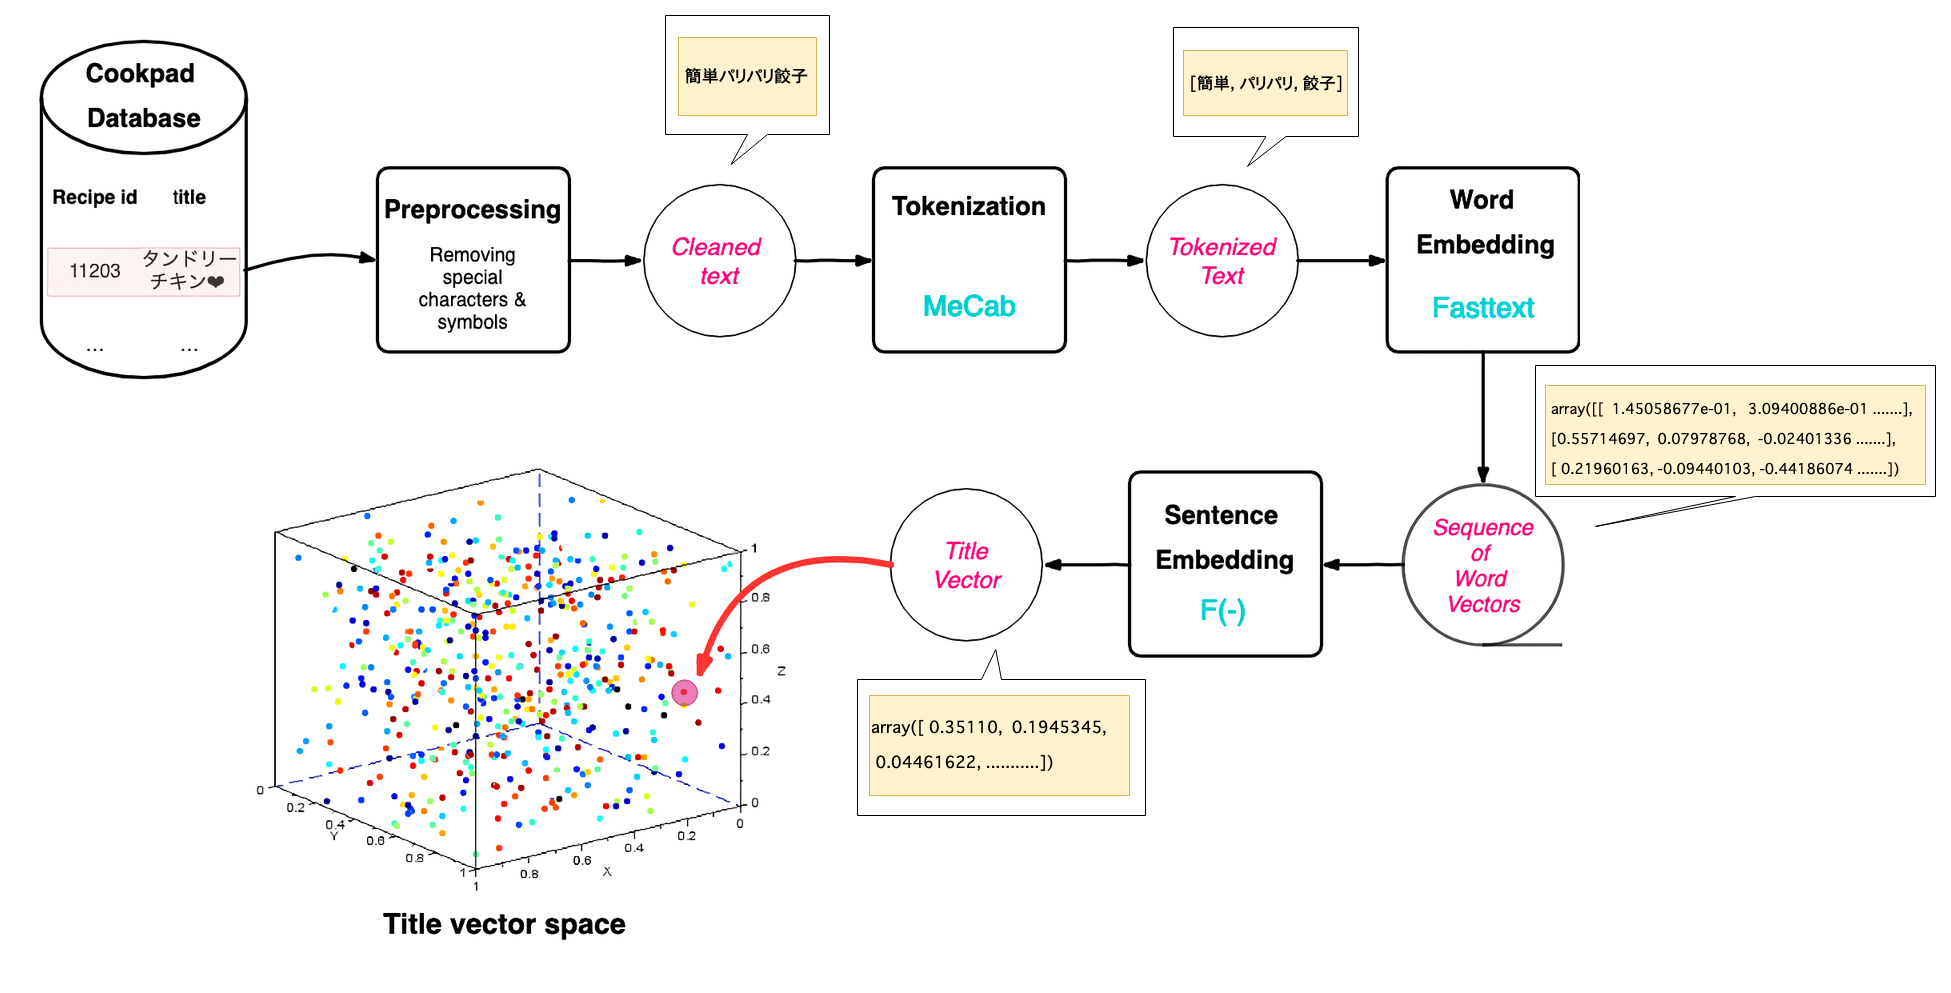 Cookpad
Database
Recipe id title
11203 タンドリー
チキン❤
... ...
Preprocessing
Removing
special
characters &
symbols
簡単パリパリ餃子
Cleaned
text
Tokenization
MeCab
[簡単, パリパリ, 餃子]
Tokenized
Text
Word
Embedding
Fasttext
array([[ 1.45058677e-01, 3.09400886e-01 .......],
[0.55714697, 0.07978768, -0.02401336 .......],
[ 0.21960163, -0.09440103, -0.44186074 .......])
Sequence
of
Word
Vectors
Sentence
Embedding
F(-)
Title
Vector
array([ 0.35110, 0.1945345,
0.04461622, ...........])
1
0.8
0.6
Z
0.4
0.2
0
0
0.2
0.4
Y
0.6
0.8
1
1
0.8
X
0.6
0.4
0.2
0
Title vector space